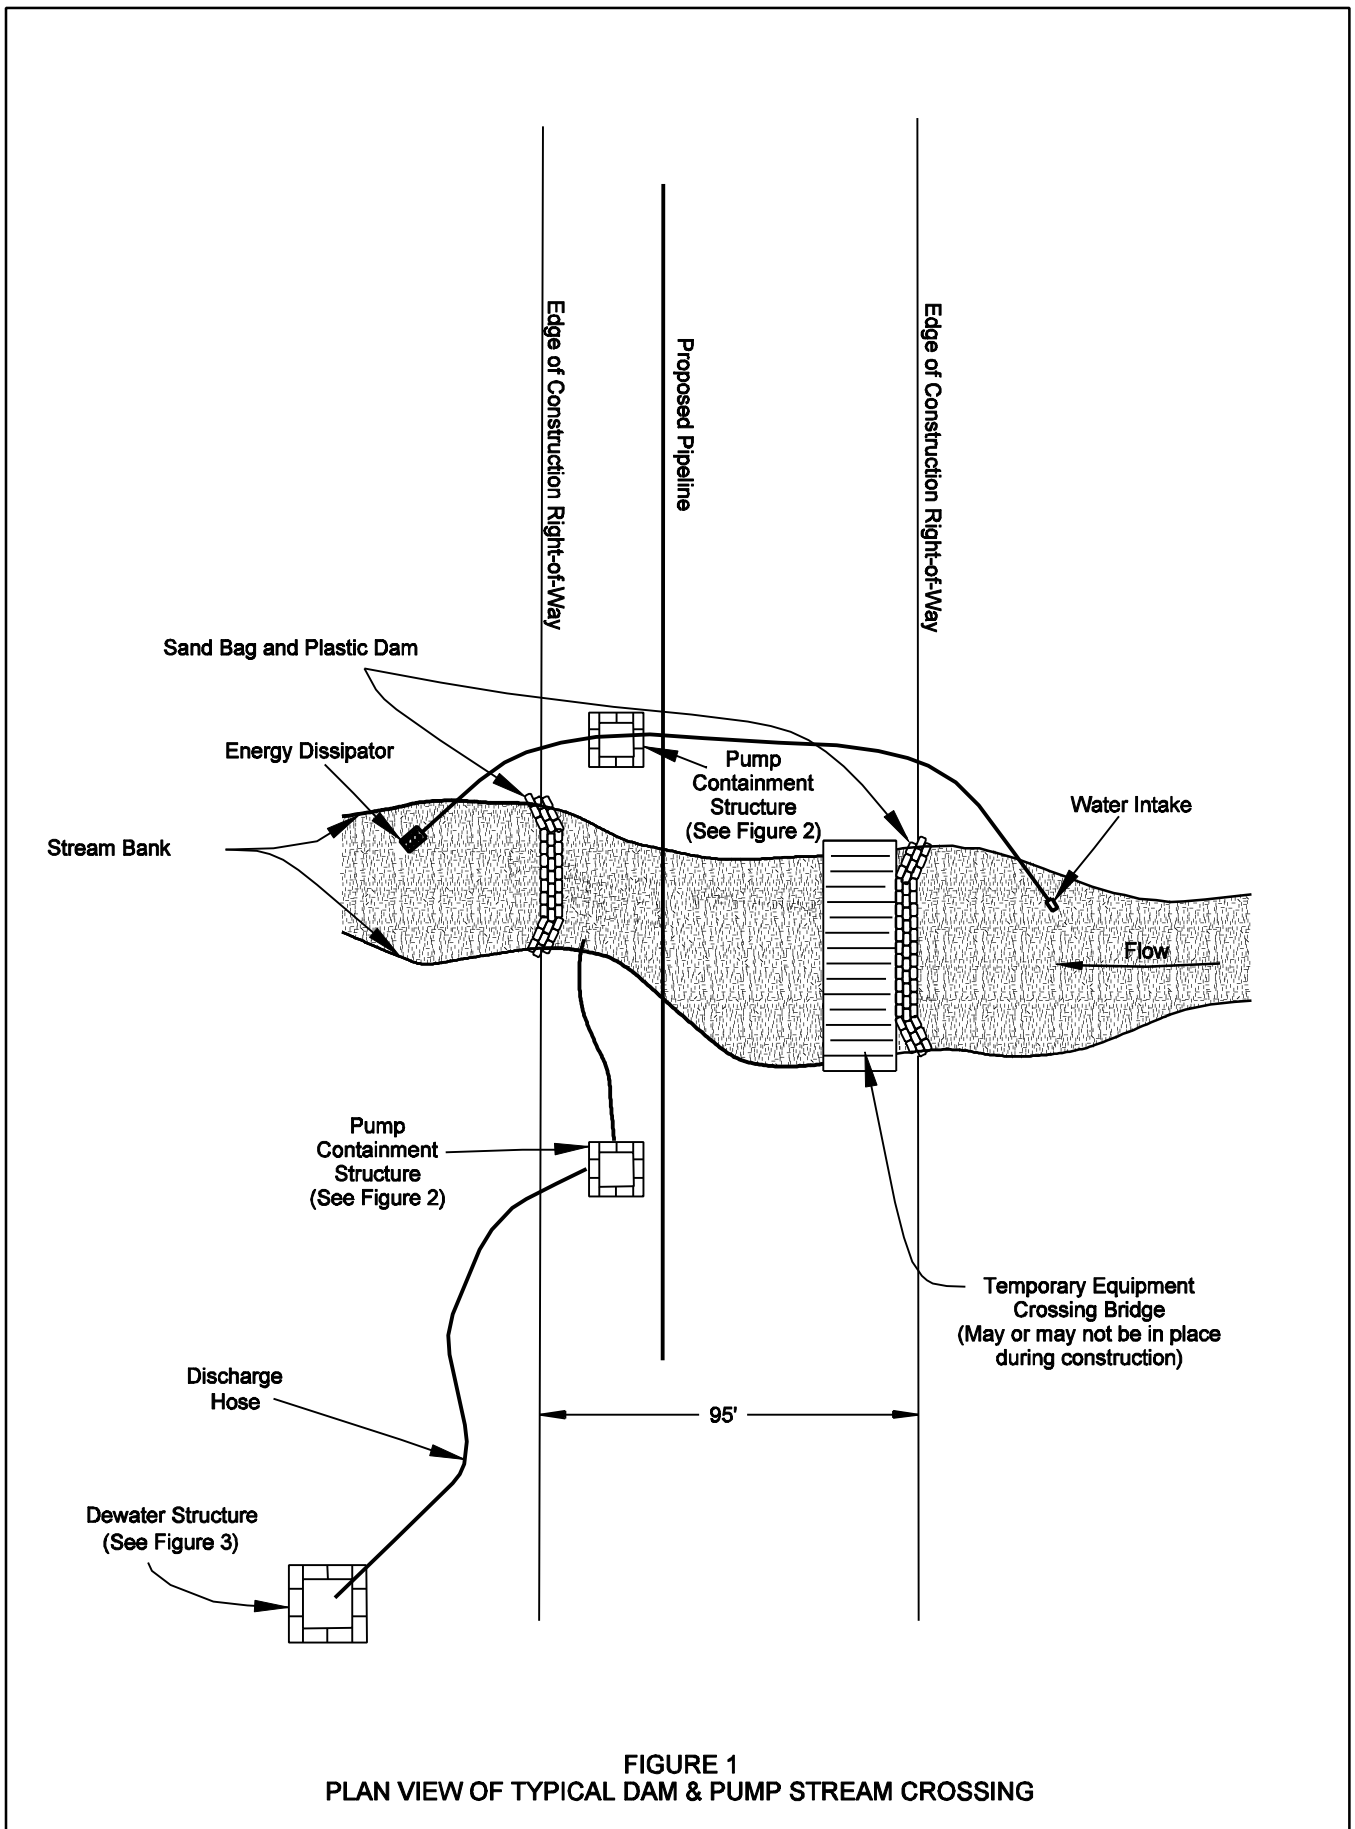 Edge of Construction Right-of-Way
Proposed Pipeline
Edge of Construction Right-of-Way
Sand Bag and Plastic Dam
Energy Dissipator
Pump
Containment
Structure
(See Figure 2)
Water Intake
Stream Bank
Flow
Pump
Containment
Structure
(See Figure 2)
Temporary Equipment
Crossing Bridge
(May or may not be in place
during construction)
Discharge
Hose
95'
Dewater Structure
(See Figure 3)
FIGURE 1
PLAN VIEW OF TYPICAL DAM & PUMP STREAM CROSSING